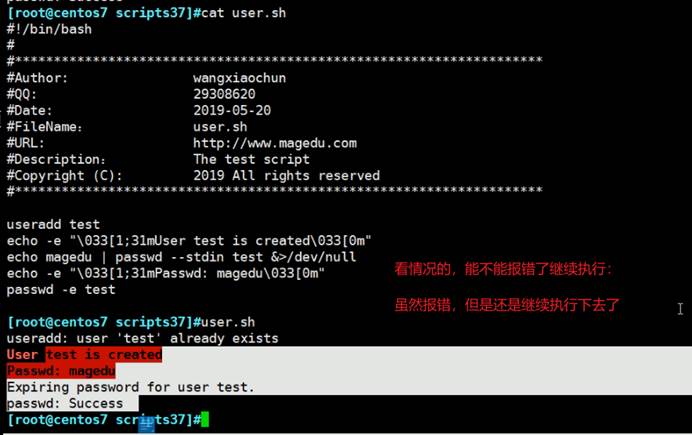 [root@centos7 scripts37]#cat user.sh
#!/bin/bash
#
#****************************************************************
#Author: wangxiaochun
#QQ: 29308620
#Date: 2019-05-20
#FileName: user.sh
#URL: http://www.magedu.com
#Description: The test script
#Copyright (C): 2019 All rights reserved
#****************************************************************
useradd test
echo -e "\033[1;31mUser test is created\033[0m"
echo magedu | passwd --stdin test &>/dev/null
echo -e "\033[1;31mPasswd: magedu\033[0m"
passwd -e test
看情况的，能不能报错了继续执行：
虽然报错，但是还是继续执行下去了
[root@centos7 scripts37]#user.sh
useradd: user 'test' already exists
User test is created
Passwd: magedu
Expiring password for user test.
passwd: Success
[root@centos7 scripts37]#